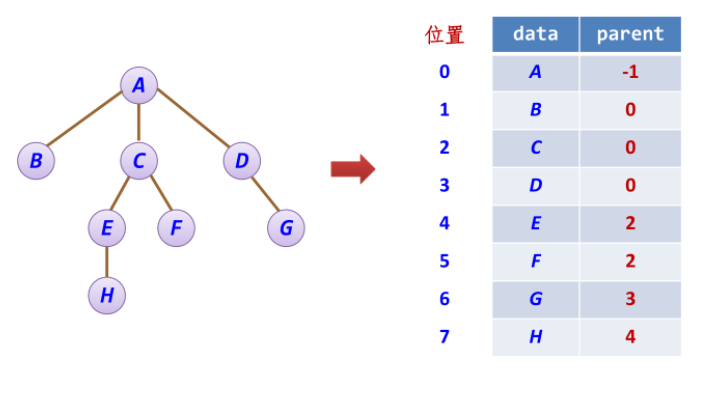 A
B C D
E F G
H
位置 data parent
0 A -1
1 B 0
2 C 0
3 D 0
4 E 2
5 F 2
6 G 3
7 H 4